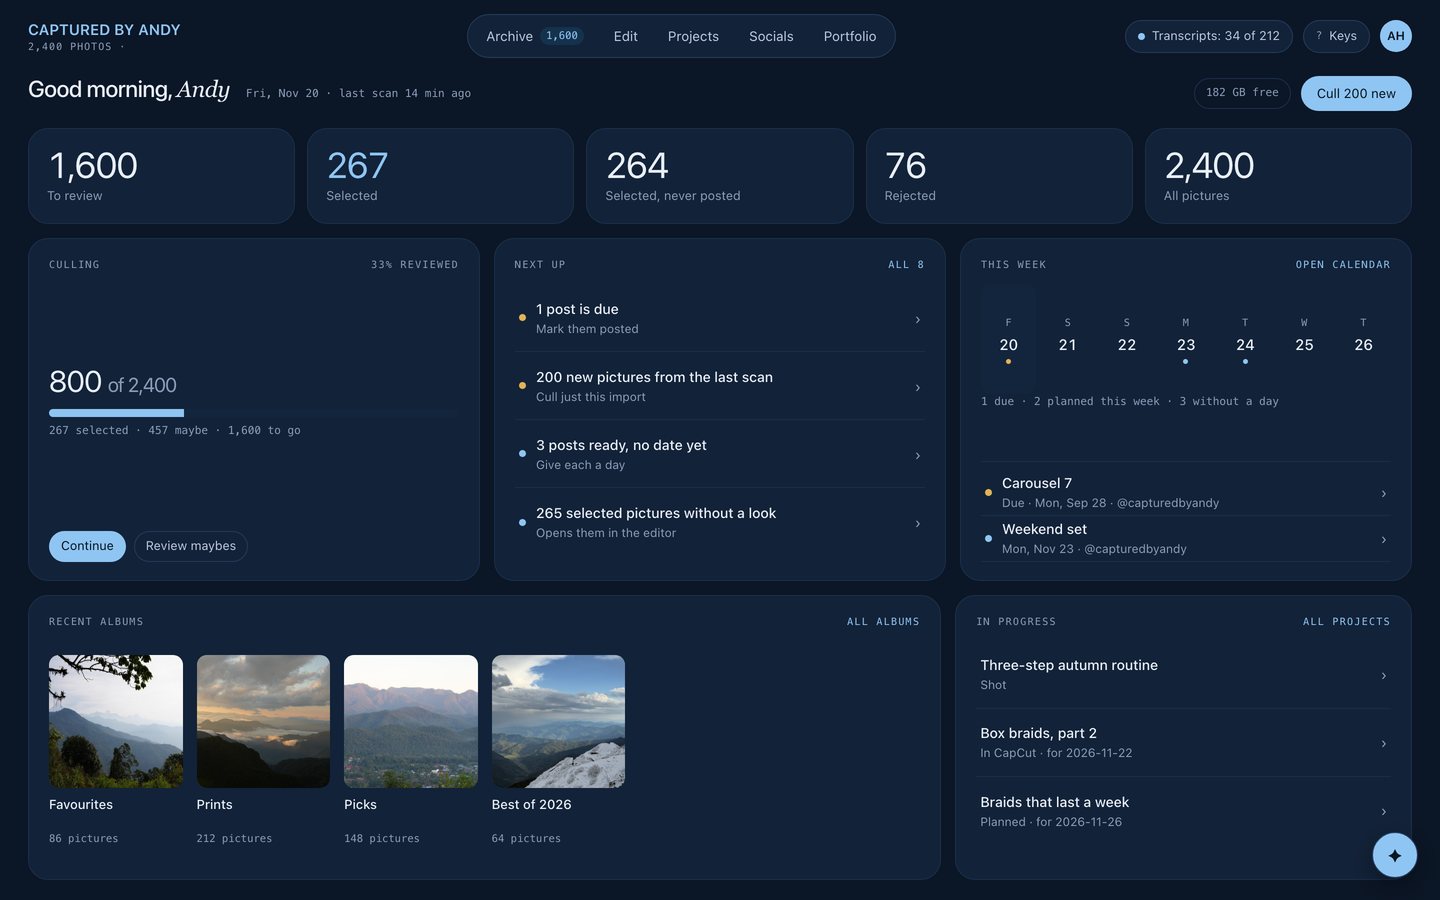 CAPTURED BY ANDY
2,400 PHOTOS ·
Archive 1,600 Edit Projects Socials Portfolio
Transcripts: 34 of 212
? Keys
AH
Good morning, Andy
Fri, Nov 20 · last scan 14 min ago
182 GB free
Cull 200 new
1,600
To review
267
Selected
264
Selected, never posted
76
Rejected
2,400
All pictures
CULLING
33% REVIEWED
800 of 2,400
267 selected · 457 maybe · 1,600 to go
Continue
Review maybes
NEXT UP
ALL 8
1 post is due
Mark them posted
200 new pictures from the last scan
Cull just this import
3 posts ready, no date yet
Give each a day
265 selected pictures without a look
Opens them in the editor
THIS WEEK
OPEN CALENDAR
F S S M T W T
20 21 22 23 24 25 26
1 due · 2 planned this week · 3 without a day
Carousel 7
Due · Mon, Sep 28 · @capturedbyandy
Weekend set
Mon, Nov 23 · @capturedbyandy
RECENT ALBUMS
ALL ALBUMS
Favourites
86 pictures
Prints
212 pictures
Picks
148 pictures
Best of 2026
64 pictures
IN PROGRESS
ALL PROJECTS
Three-step autumn routine
Shot
Box braids, part 2
In CapCut · for 2026-11-22
Braids that last a week
Planned · for 2026-11-26